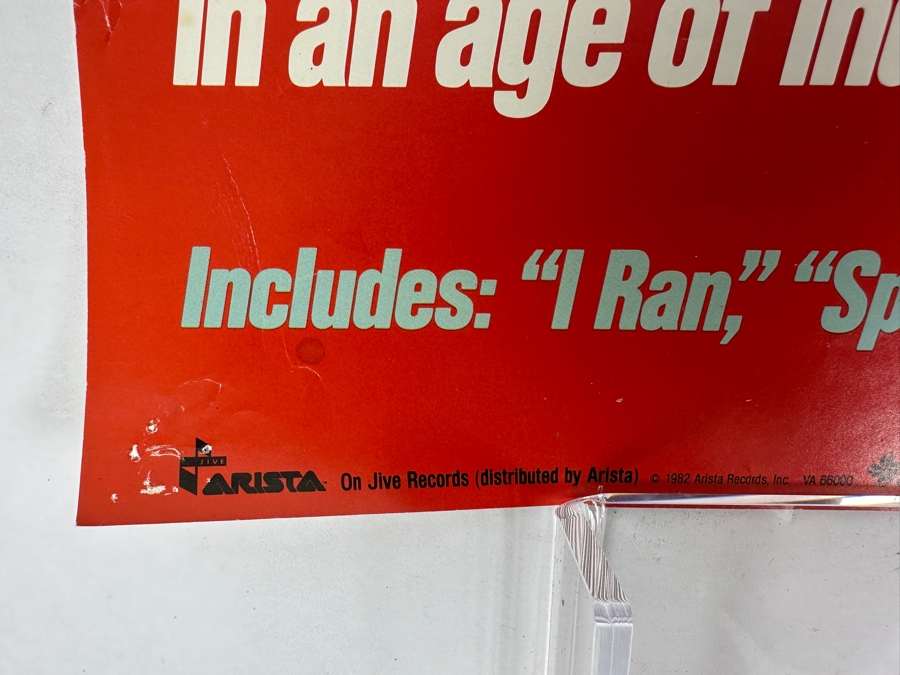 In an age of
Includes: “I Ran,” “Sp
JIVE
ARISTA On Jive Records (distributed by Arista) © 1982 Arista Records, Inc. VA 66000